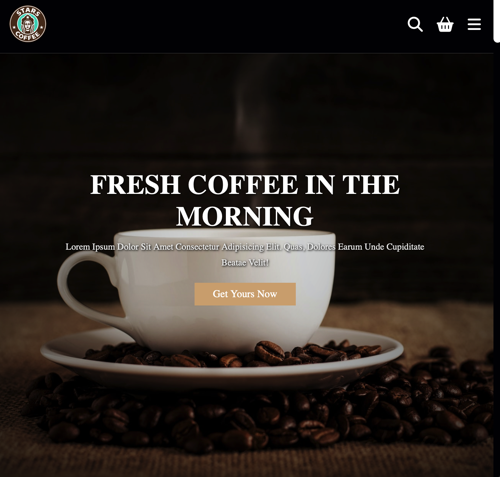 STARS
COFFEE
FRESH COFFEE IN THE
MORNING
Lorem Ipsum Dolor Sit Amet Consectetur Adipisicing Elit. Quas, Dolores Earum Unde Cupiditate
Beatae Velit!
Get Yours Now